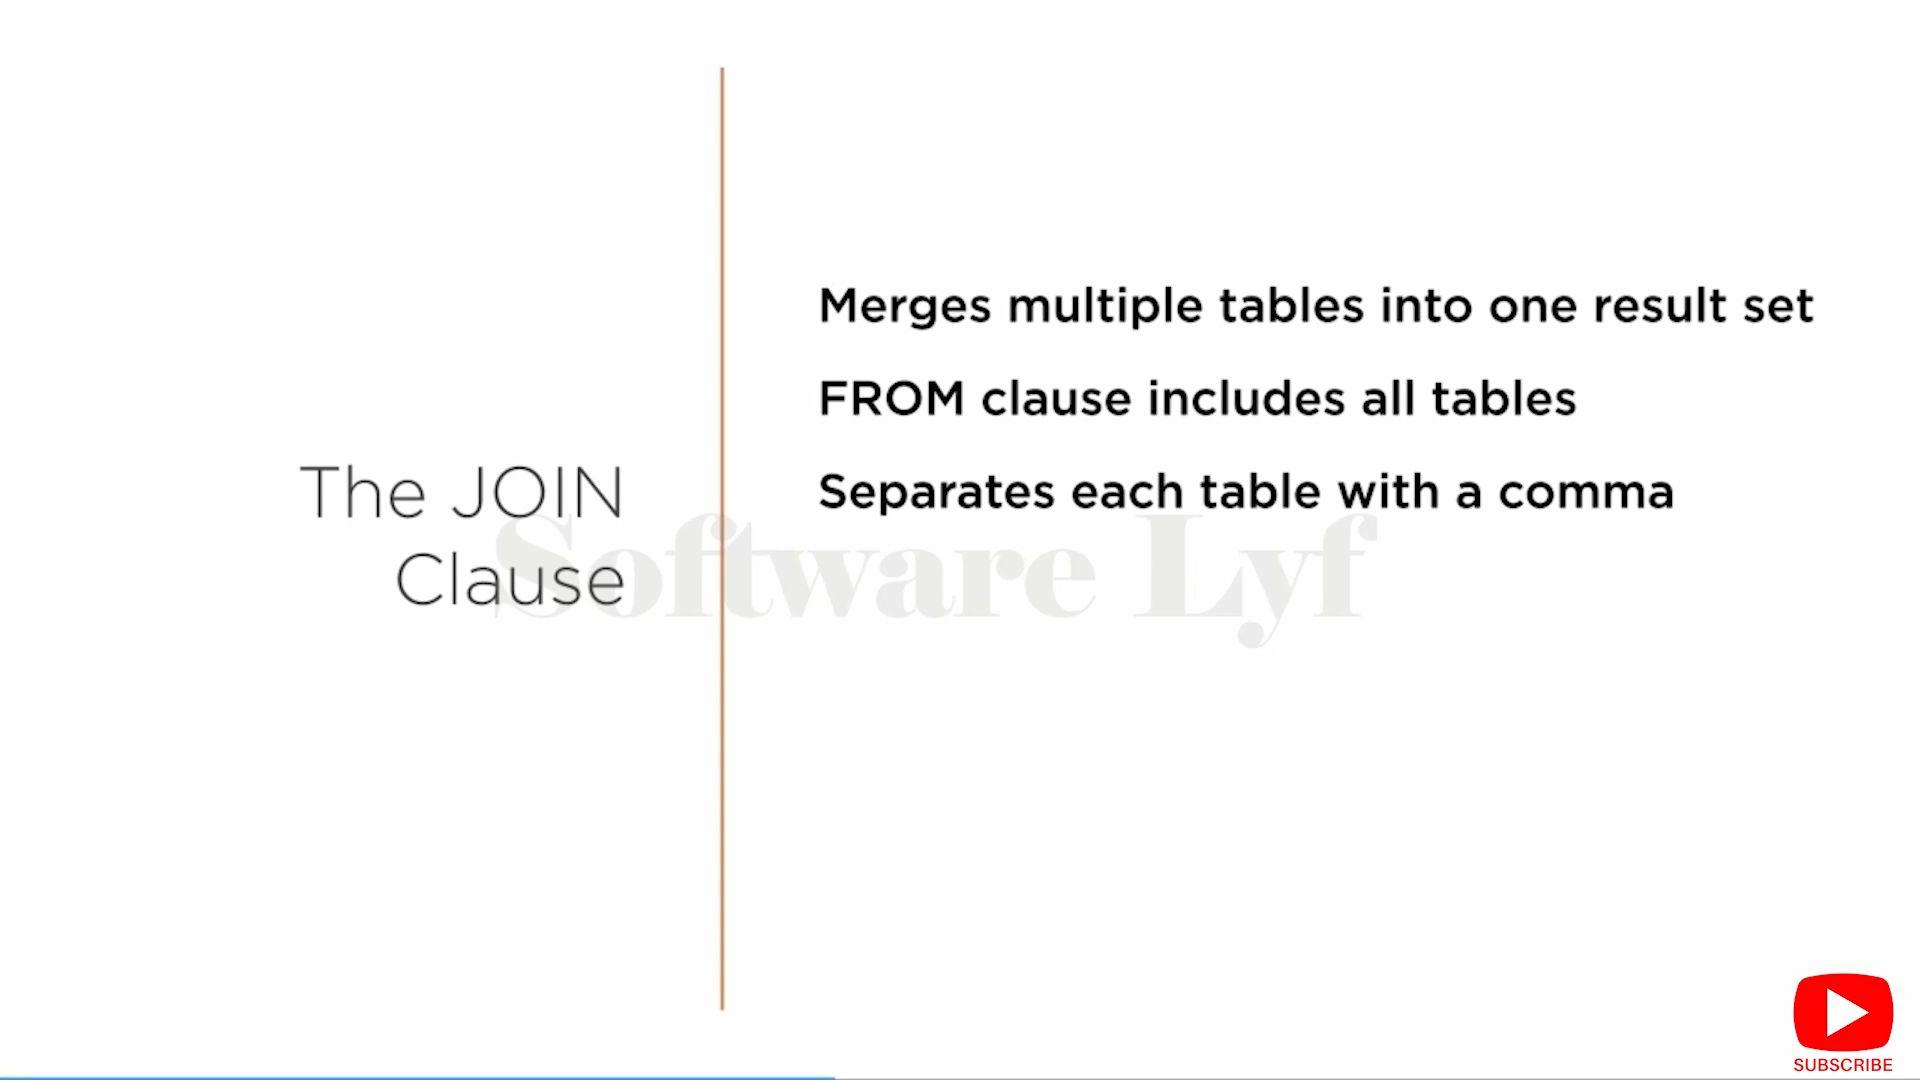 The JOIN
Clause
Merges multiple tables into one result set
FROM clause includes all tables
Separates each table with a comma
Software Lyf
SUBSCRIBE